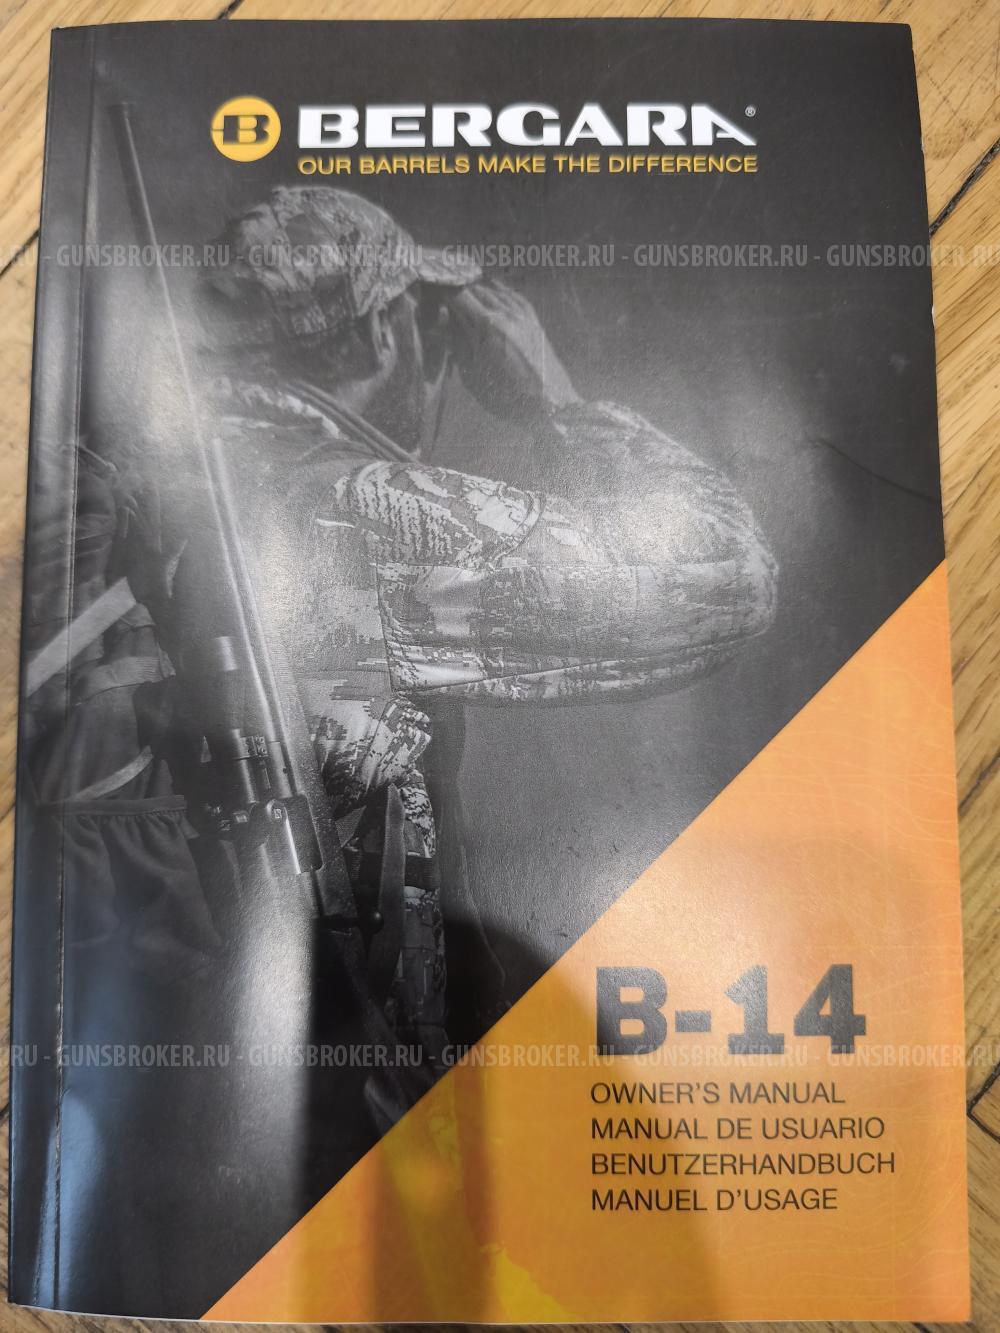 B BERGARA®
OUR BARRELS MAKE THE DIFFERENCE
- GUNSBROKER.RU - GUNSBROKER.RU - GUNSBROKER.RU - GUNSBROKER.RU - GUNSBROKER.RU
B-14
RU - GUNSBROKER.RU - GUNSBROKER.RU - GUNSBROKER.RU - GUNSBROKER.RU - GUNSBROKER.RU
OWNER'S MANUAL
MANUAL DE USUARIO
BENUTZERHANDBUCH
MANUEL D'USAGE